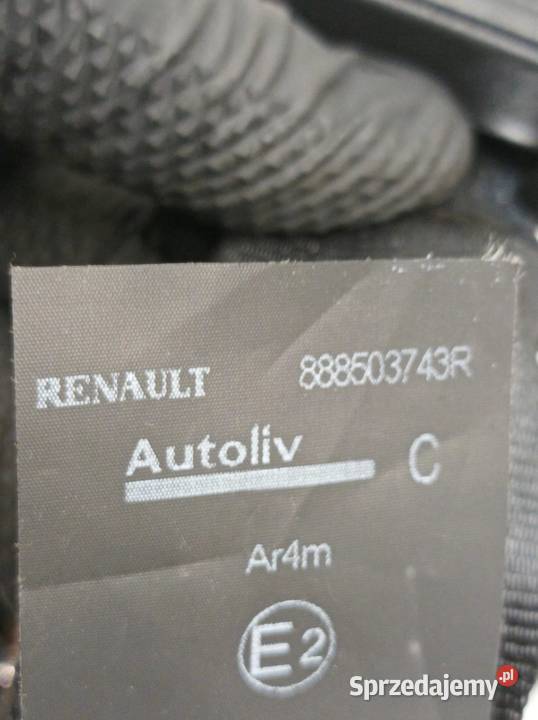 RENAULT 888503743R
Autoliv C
Ar4m
E2
Sprzedajemy.pl